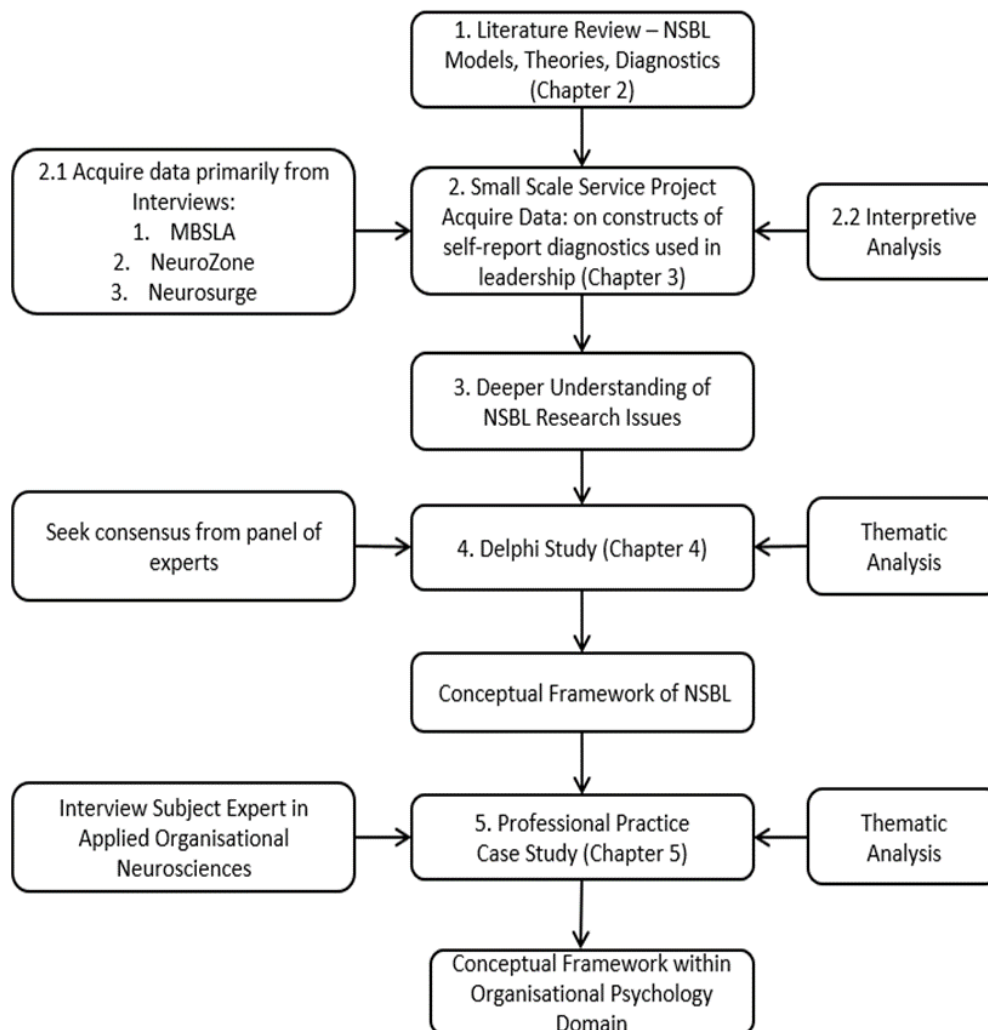 1. Literature Review – NSBL
Models, Theories, Diagnostics
(Chapter 2)
2.1 Acquire data primarily from
Interviews:
1. MBSLA
2. NeuroZone
3. Neurosurge
2. Small Scale Service Project
Acquire Data: on constructs of
self-report diagnostics used in
leadership (Chapter 3)
2.2 Interpretive
Analysis
3. Deeper Understanding of
NSBL Research Issues
Seek consensus from panel of
experts
4. Delphi Study (Chapter 4)
Thematic
Analysis
Conceptual Framework of NSBL
Interview Subject Expert in
Applied Organisational
Neurosciences
5. Professional Practice
Case Study (Chapter 5)
Thematic
Analysis
Conceptual Framework within
Organisational Psychology
Domain